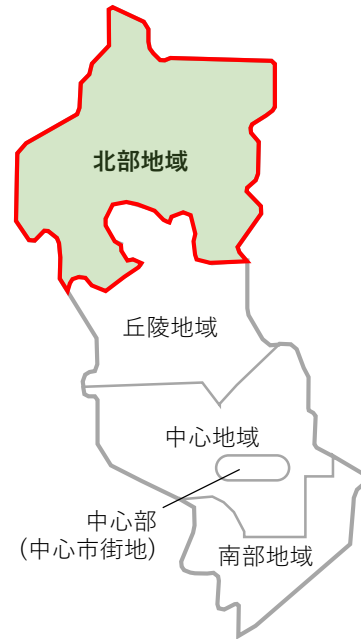 北部地域
丘陵地域
中心地域
中心部
(中心市街地)
南部地域